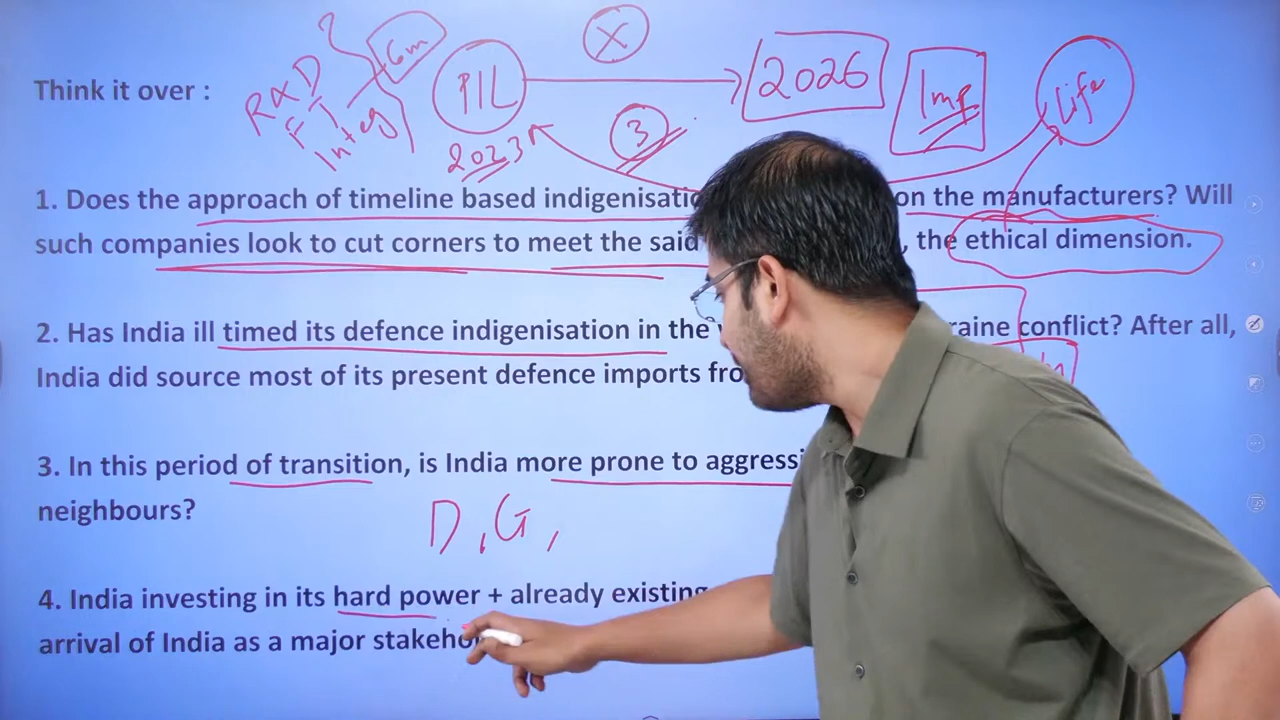 R&D
FT
Integ
6m
PIL
2023
X
3
2026
Imp
Life
Think it over :
1. Does the approach of timeline based indigenisatio on the manufacturers? Will
such companies look to cut corners to meet the said , the ethical dimension.
2. Has India ill timed its defence indigenisation in the raine conflict? After all,
India did source most of its present defence imports fro
3. In this period of transition, is India more prone to aggressi
neighbours?
D, G,
4. India investing in its hard power + already existing
arrival of India as a major stakeho